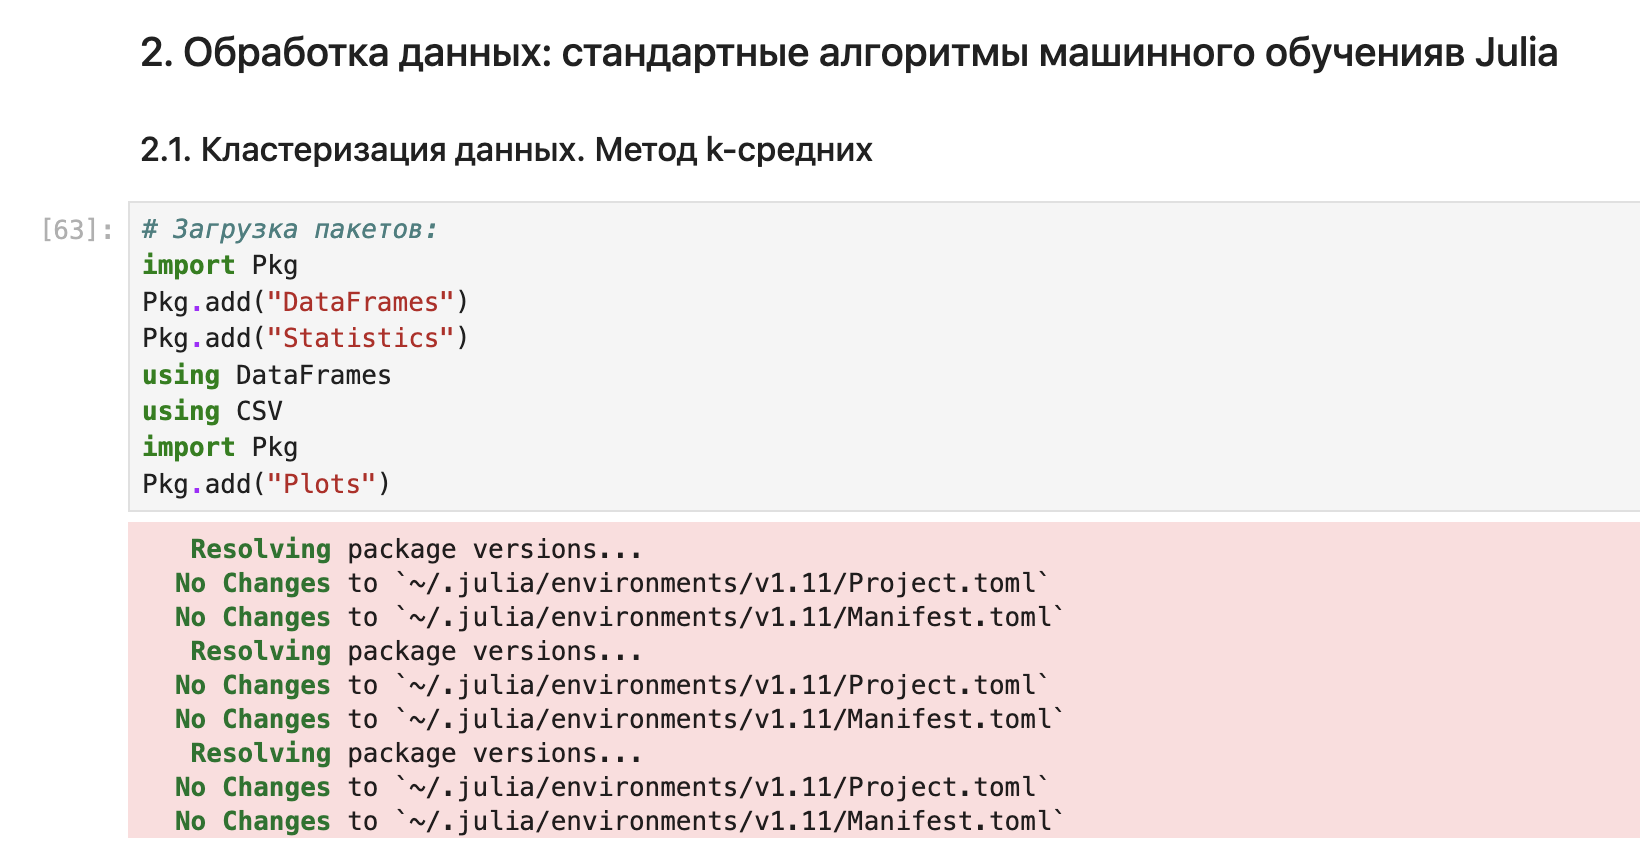 2. Обработка данных: стандартные алгоритмы машинного обученияв Julia
2.1. Кластеризация данных. Метод k-средних
[63]:
# Загрузка пакетов:
import Pkg
Pkg.add("DataFrames")
Pkg.add("Statistics")
using DataFrames
using CSV
import Pkg
Pkg.add("Plots")
Resolving package versions...
No Changes to `~/.julia/environments/v1.11/Project.toml`
No Changes to `~/.julia/environments/v1.11/Manifest.toml`
Resolving package versions...
No Changes to `~/.julia/environments/v1.11/Project.toml`
No Changes to `~/.julia/environments/v1.11/Manifest.toml`
Resolving package versions...
No Changes to `~/.julia/environments/v1.11/Project.toml`
No Changes to `~/.julia/environments/v1.11/Manifest.toml`